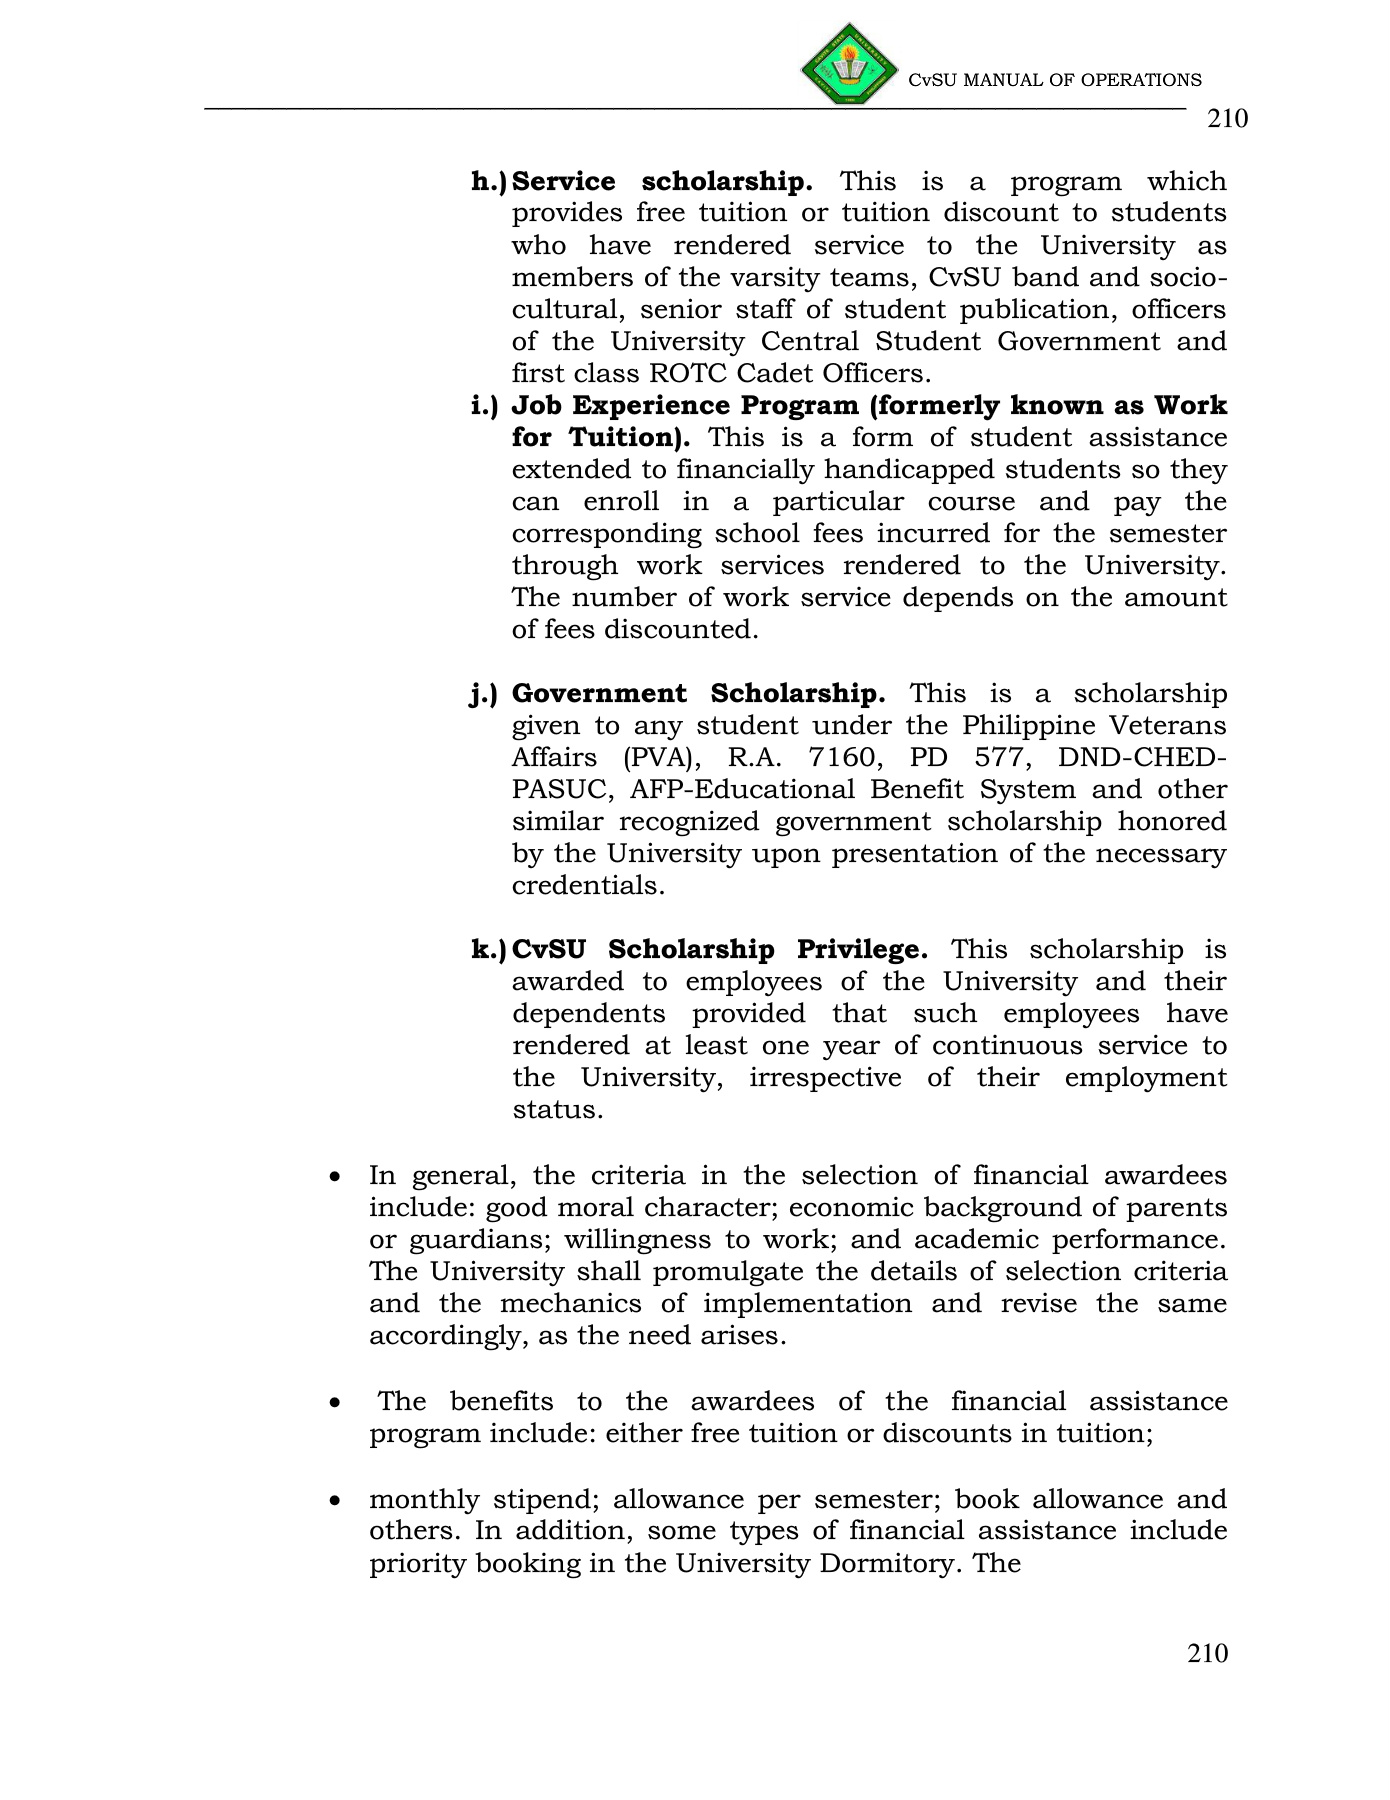 CvSU MANUAL OF OPERATIONS
210
h.) Service scholarship. This is a program which
provides free tuition or tuition discount to students
who have rendered service to the University as
members of the varsity teams, CvSU band and socio-
cultural, senior staff of student publication, officers
of the University Central Student Government and
first class ROTC Cadet Officers.
i.) Job Experience Program (formerly known as Work
for Tuition). This is a form of student assistance
extended to financially handicapped students so they
can enroll in a particular course and pay the
corresponding school fees incurred for the semester
through work services rendered to the University.
The number of work service depends on the amount
of fees discounted.
j.) Government Scholarship. This is a scholarship
given to any student under the Philippine Veterans
Affairs (PVA), R.A. 7160, PD 577, DND-CHED-
PASUC, AFP-Educational Benefit System and other
similar recognized government scholarship honored
by the University upon presentation of the necessary
credentials.
k.) CvSU Scholarship Privilege. This scholarship is
awarded to employees of the University and their
dependents provided that such employees have
rendered at least one year of continuous service to
the University, irrespective of their employment
status.
• In general, the criteria in the selection of financial awardees
include: good moral character; economic background of parents
or guardians; willingness to work; and academic performance.
The University shall promulgate the details of selection criteria
and the mechanics of implementation and revise the same
accordingly, as the need arises.
• The benefits to the awardees of the financial assistance
program include: either free tuition or discounts in tuition;
• monthly stipend; allowance per semester; book allowance and
others. In addition, some types of financial assistance include
priority booking in the University Dormitory. The
210